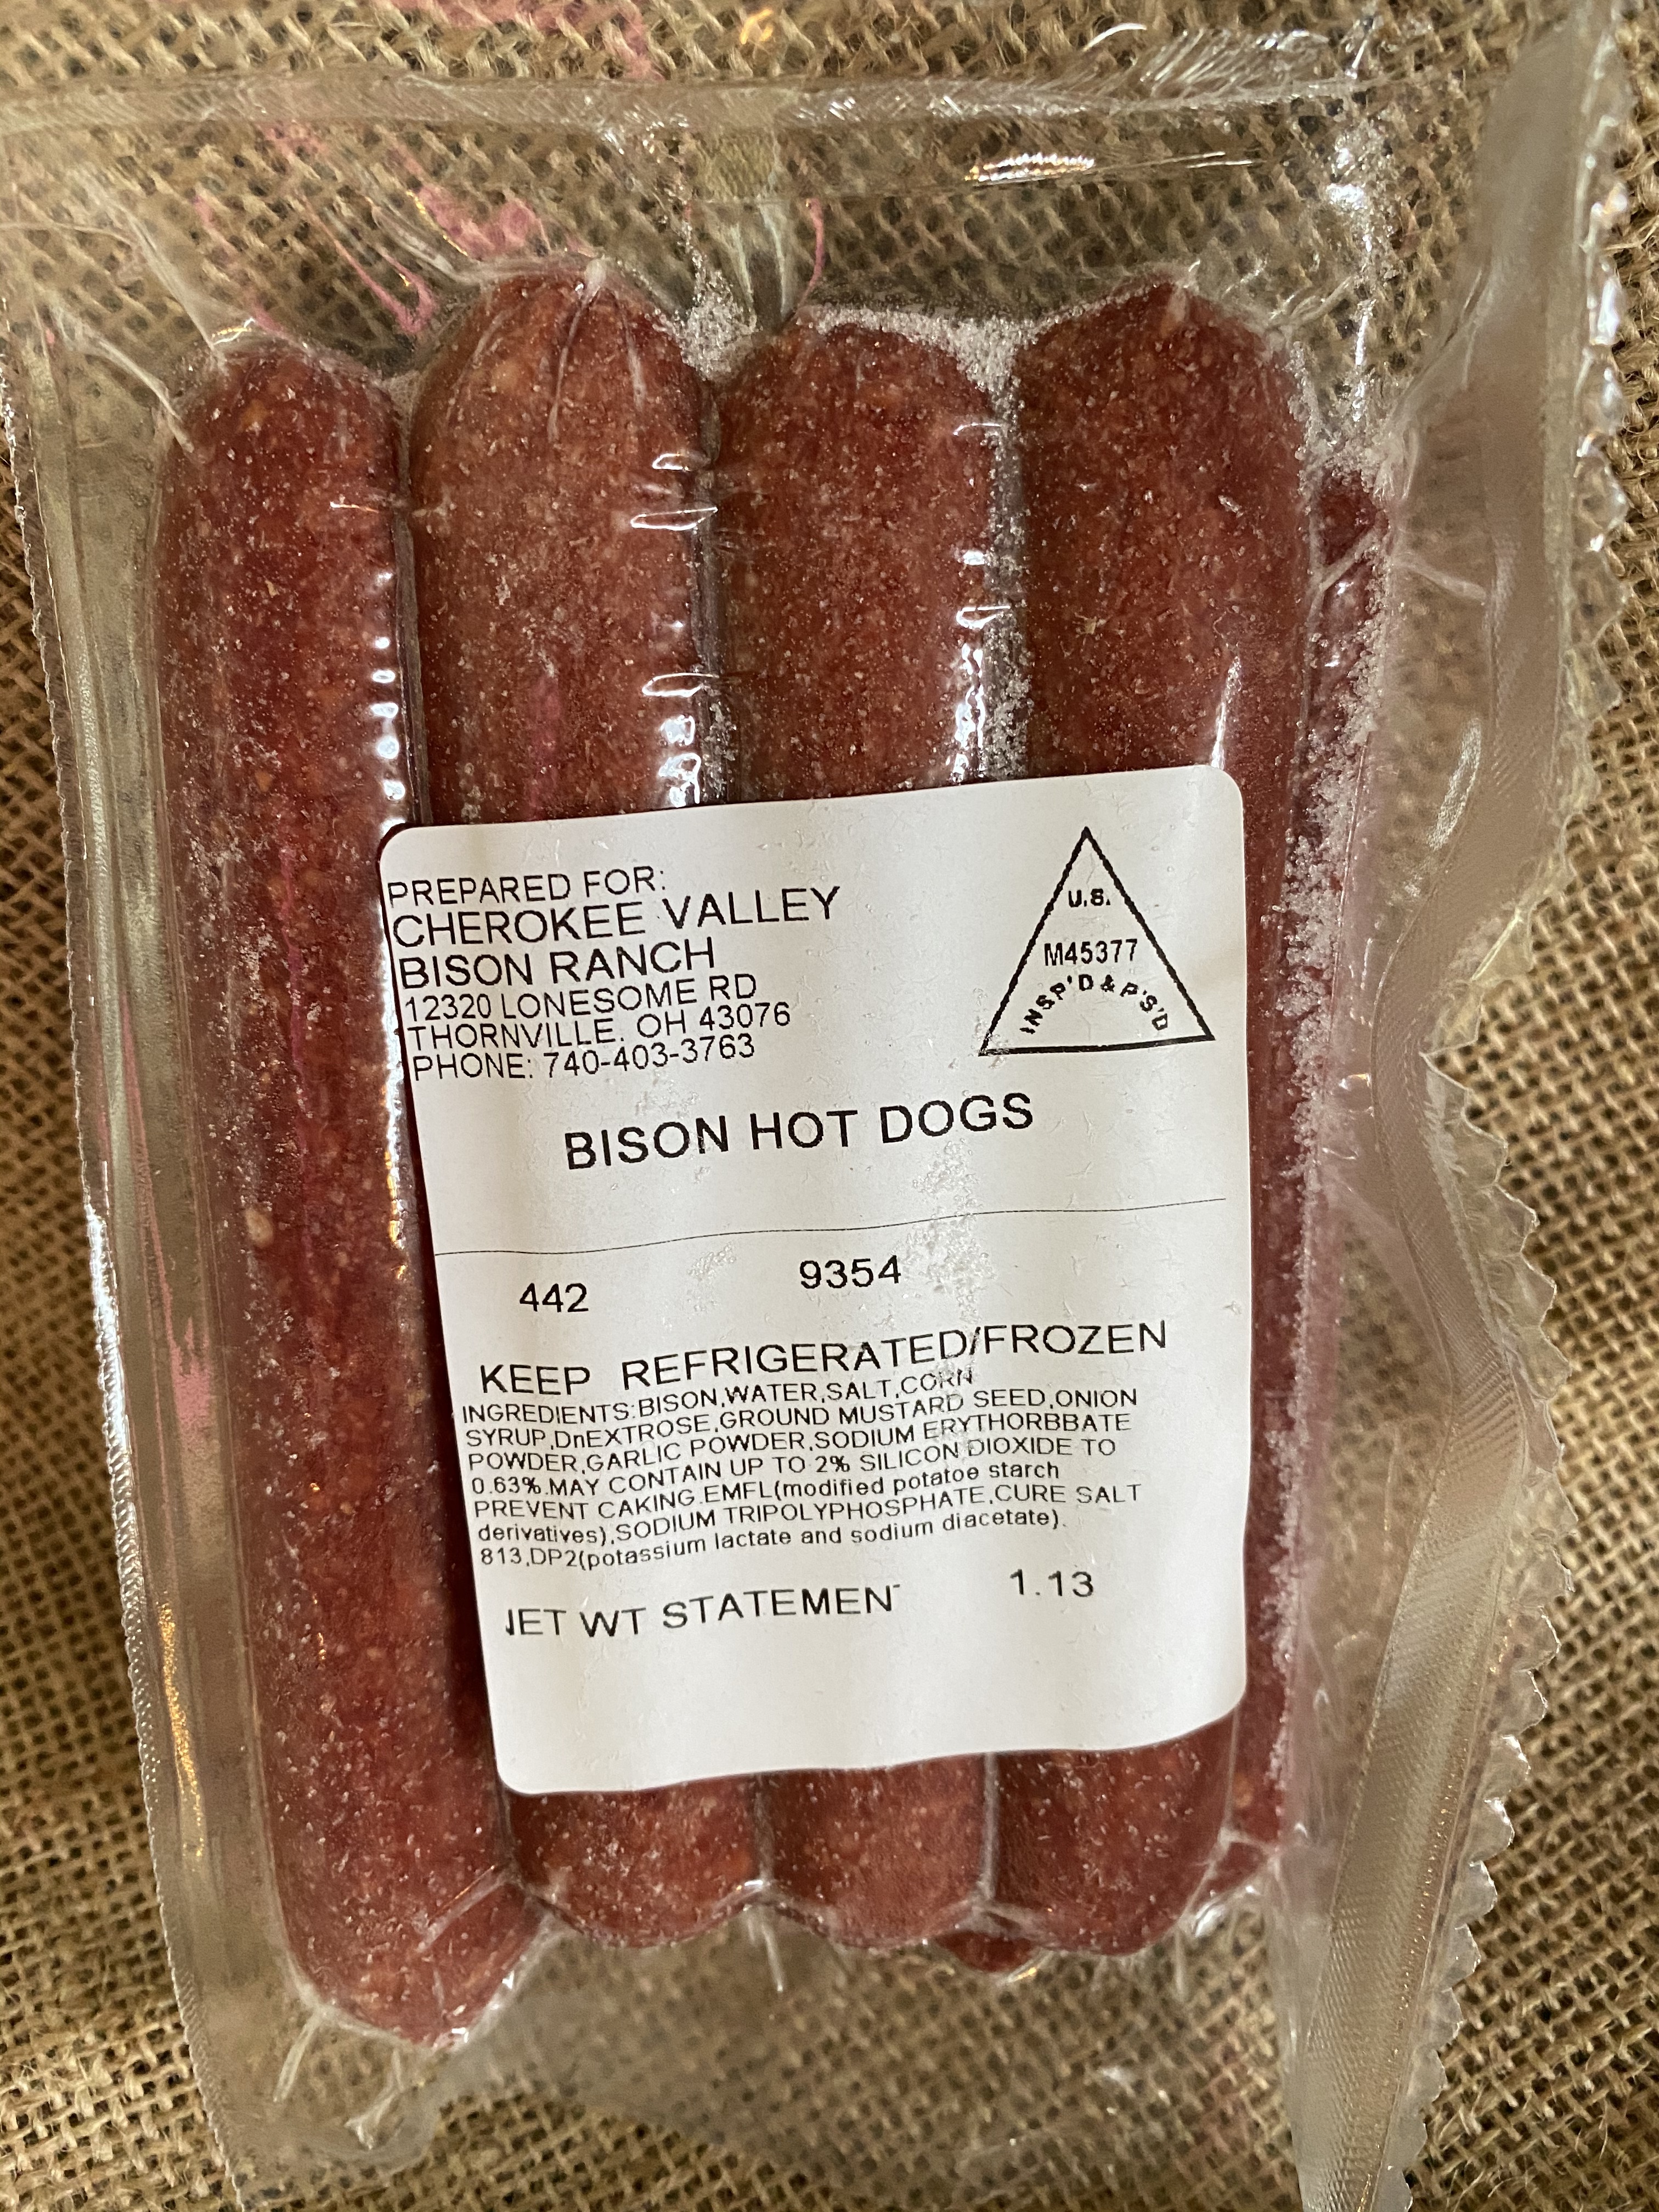 PREPARED FOR:
CHEROKEE VALLEY
BISON RANCH
12320 LONESOME RD
THORNVILLE, OH 43076
PHONE: 740-403-3763
U.S.
M45377
INSP'D & P'S'D
BISON HOT DOGS
442 9354
KEEP REFRIGERATED/FROZEN
INGREDIENTS:BISON,WATER,SALT,CORN
SYRUP,DnEXTROSE,GROUND MUSTARD SEED,ONION
POWDER,GARLIC POWDER,SODIUM ERYTHORBBATE
0.63%.MAY CONTAIN UP TO 2% SILICON DIOXIDE TO
PREVENT CAKING.EMFL(modified potatoe starch
derivatives),SODIUM TRIPOLYPHOSPHATE,CURE SALT
813,DP2(potassium lactate and sodium diacetate).
NET WT STATEMENT 1.13